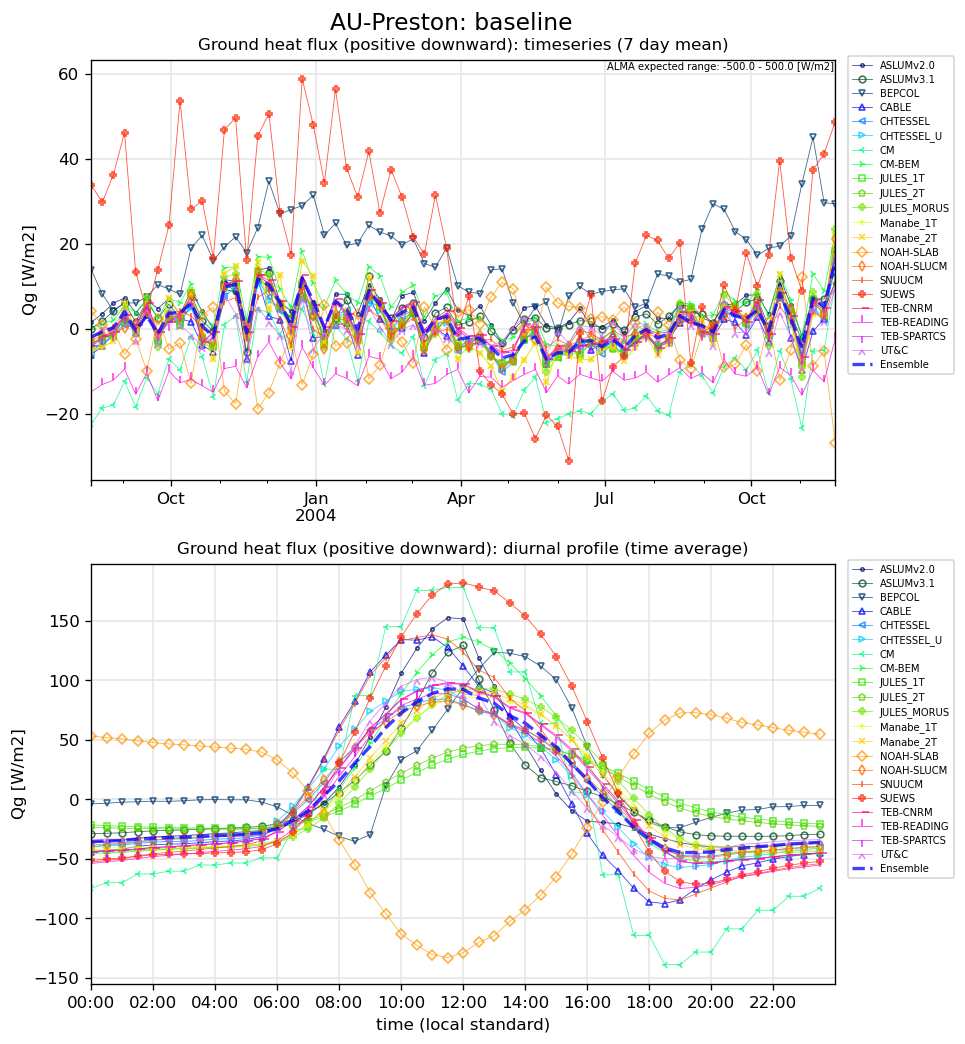 AU-Preston: baseline
Ground heat flux (positive downward): timeseries (7 day mean)
ALMA expected range: -500.0 - 500.0 [W/m2]
Qg [W/m2]
60
40
20
0
−20
Oct
Jan
2004
Apr
Jul
Oct
ASLUMv2.0
ASLUMv3.1
BEPCOL
CABLE
CHTESSEL
CHTESSEL_U
CM
CM-BEM
JULES_1T
JULES_2T
JULES_MORUS
Manabe_1T
Manabe_2T
NOAH-SLAB
NOAH-SLUCM
SNUUCM
SUEWS
TEB-CNRM
TEB-READING
TEB-SPARTCS
UT&C
Ensemble
Ground heat flux (positive downward): diurnal profile (time average)
Qg [W/m2]
150
100
50
0
−50
−100
−150
00:00
02:00
04:00
06:00
08:00
10:00
12:00
14:00
16:00
18:00
20:00
22:00
time (local standard)
ASLUMv2.0
ASLUMv3.1
BEPCOL
CABLE
CHTESSEL
CHTESSEL_U
CM
CM-BEM
JULES_1T
JULES_2T
JULES_MORUS
Manabe_1T
Manabe_2T
NOAH-SLAB
NOAH-SLUCM
SNUUCM
SUEWS
TEB-CNRM
TEB-READING
TEB-SPARTCS
UT&C
Ensemble